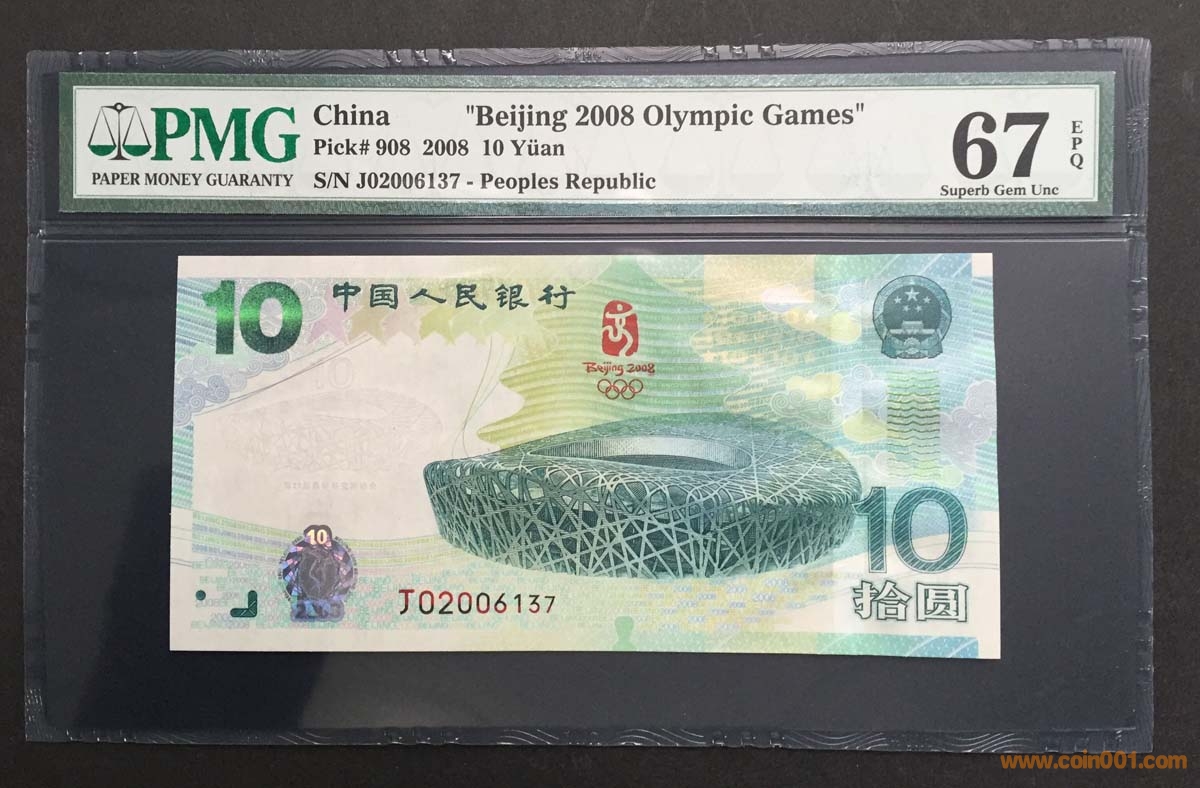 PMG
PAPER MONEY GUARANTY
China "Beijing 2008 Olympic Games"
Pick# 908 2008 10 Yüan
S/N J02006137 - Peoples Republic
67
EPQ
Superb Gem Unc
10
中国人民银行
Beijing 2008
10
10
J02006137
10
拾圆
www.coin001.com